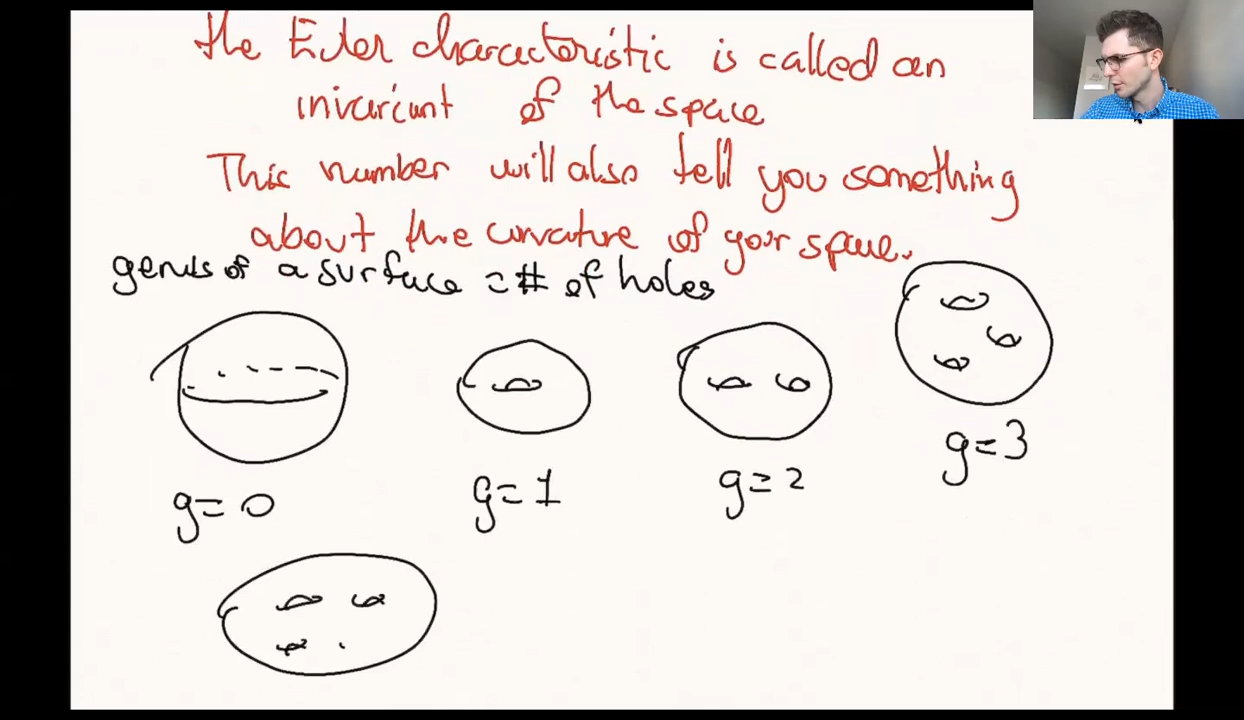 the Euler characteristic is called an
invariant of the space
This number will also tell you something
about the curvature of your space.
genus of a surface = # of holes
g=0
g=1
g=2
g=3